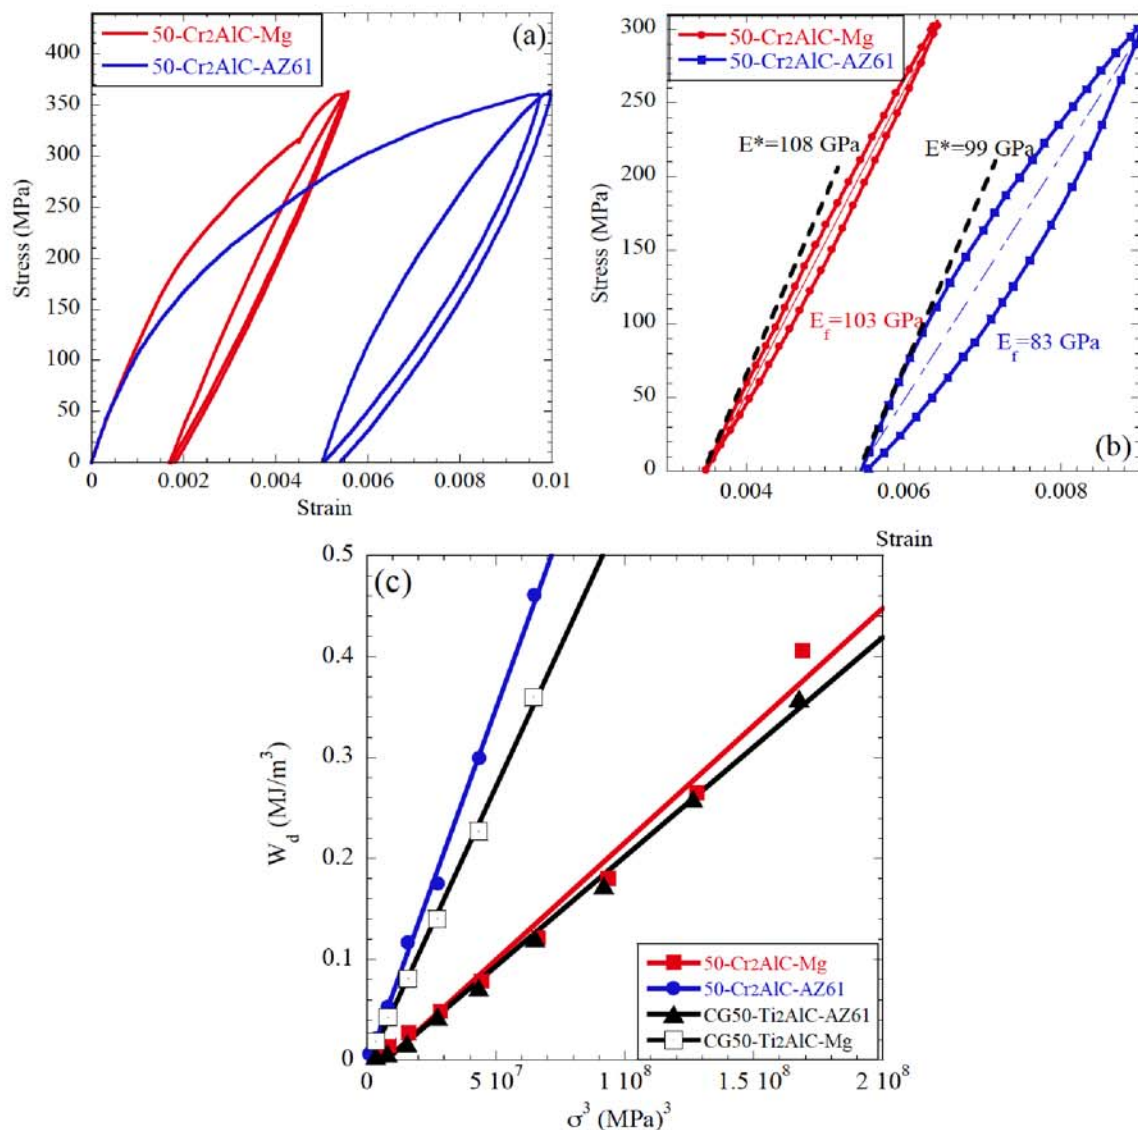 50-Cr2AlC-Mg
50-Cr2AlC-AZ61
(a)
400
350
300
250
200
150
100
50
0
Stress (MPa)
0
0.002
0.004
0.006
0.008
0.01
Strain
50-Cr2AlC-Mg
50-Cr2AlC-AZ61
300
250
200
150
100
50
0
Stress (MPa)
E*=108 GPa
E*=99 GPa
Ef=103 GPa
Ef=83 GPa
(b)
0.004
0.006
0.008
Strain
(c)
0.5
0.4
0.3
0.2
0.1
0
Wd (MJ/m³)
50-Cr2AlC-Mg
50-Cr2AlC-AZ61
CG50-Ti2AlC-AZ61
CG50-Ti2AlC-Mg
0
5 10⁷
1 10⁸
1.5 10⁸
2 10⁸
σ³ (MPa)³